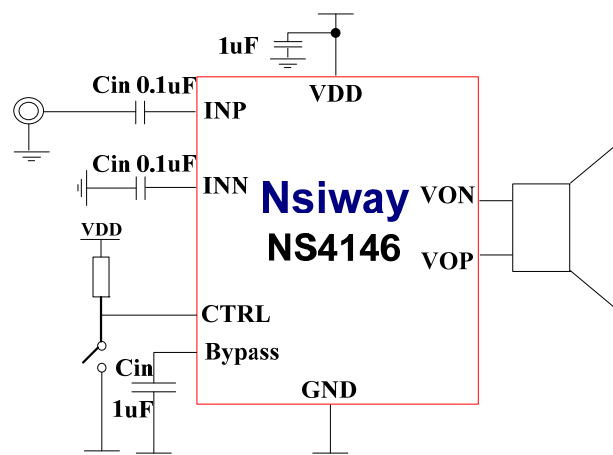 1uF
VDD
Cin 0.1uF
INP
Cin 0.1uF
INN
Nsiway
NS4146
VON
VOP
VDD
CTRL
Bypass
Cin
1uF
GND